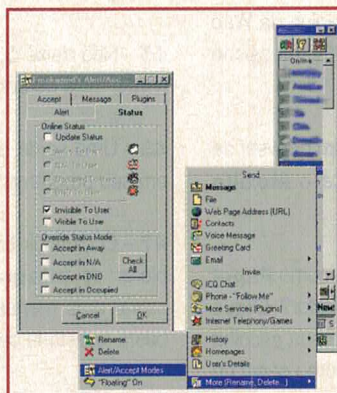 Online
Accept Message Plugins
Alert Status
Online Status
Update Status
Invisible To User
Visible To User
Override Status Mode
Accept in Away
Accept in N/A
Accept in DND
Accept in Occupied
Check All
Cancel OK
Send
Message
File
Web Page Address (URL)
Contacts
Voice Message
Greeting Card
Email
Invite
ICQ Chat
Phone - "Follow Me"
More Services (Plugins)
Internet Telephony/Games
History
Homepages
User's Details
More (Rename, Delete...)
Rename
Delete
Alert/Accept Modes
"Floating" On